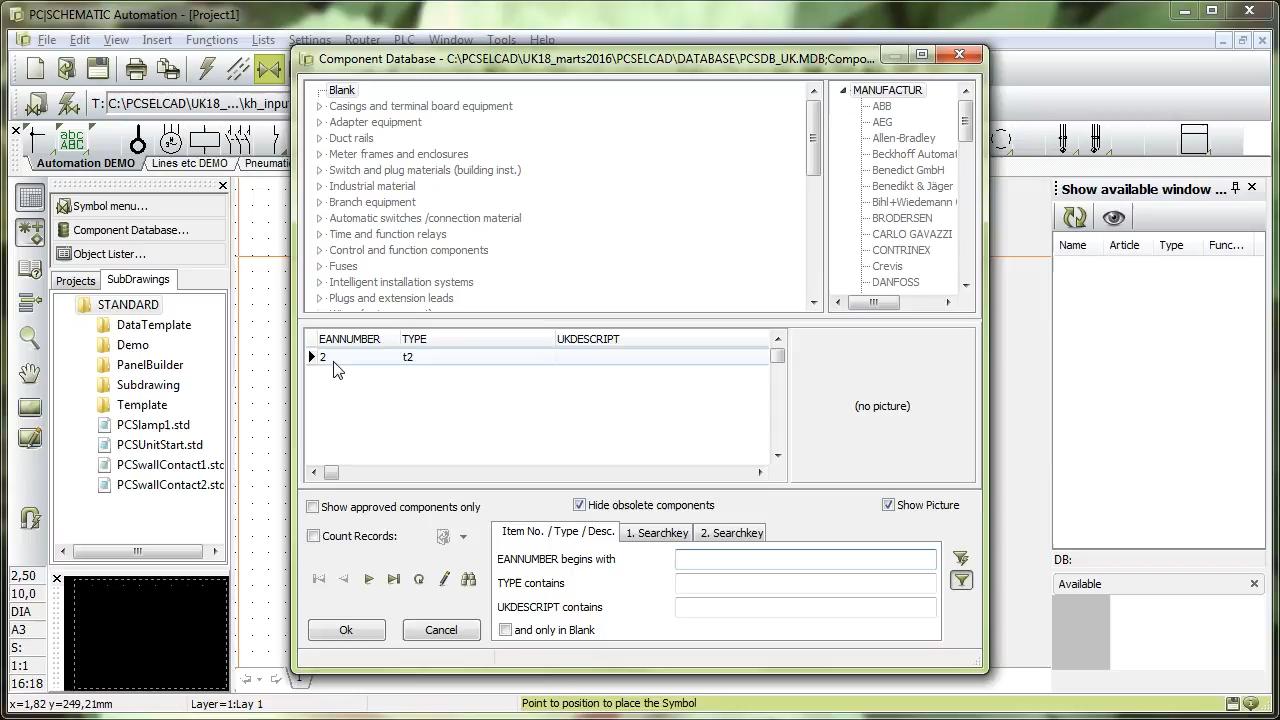 PC|SCHEMATIC Automation - [Project1]
File Edit View Insert Functions Lists Settings Router PLC Window Tools Help
T: C:\PCSELCAD\UK18_...\kh_input
abc
ABC
Automation DEMO
Lines etc DEMO
Pneumati
Symbol menu...
Component Database...
Object Lister...
Projects
SubDrawings
STANDARD
DataTemplate
Demo
PanelBuilder
Subdrawing
Template
PCSlamp1.std
PCSUnitStart.std
PCSwallContact1.std
PCSwallContact2.std
2,50
10,0
DIA
A3
S:
1:1
16:18
x=1,82 y=249,21mm
Layer=1:Lay 1
Point to position to place the Symbol
1
Component Database - C:\PCSELCAD\UK18_marts2016\PCSELCAD\DATABASE\PCSDB_UK.MDB;Compo...
Blank
Casings and terminal board equipment
Adapter equipment
Duct rails
Meter frames and enclosures
Switch and plug materials (building inst.)
Industrial material
Branch equipment
Automatic switches /connection material
Time and function relays
Control and function components
Fuses
Intelligent installation systems
Plugs and extension leads
MANUFACTUR
ABB
AEG
Allen-Bradley
Beckhoff Automat
Benedict GmbH
Benedikt & Jäger
Bihl+Wiedemann
BRODERSEN
CARLO GAVAZZI
CONTRINEX
Crevis
DANFOSS
EANNUMBER TYPE UKDESCRIPT
2 t2
(no picture)
Show approved components only
Hide obsolete components
Show Picture
Count Records:
Item No. / Type / Desc.
1. Searchkey
2. Searchkey
EANNUMBER begins with
TYPE contains
UKDESCRIPT contains
and only in Blank
Ok
Cancel
Show available window ...
Name Article Type Func...
DB:
Available